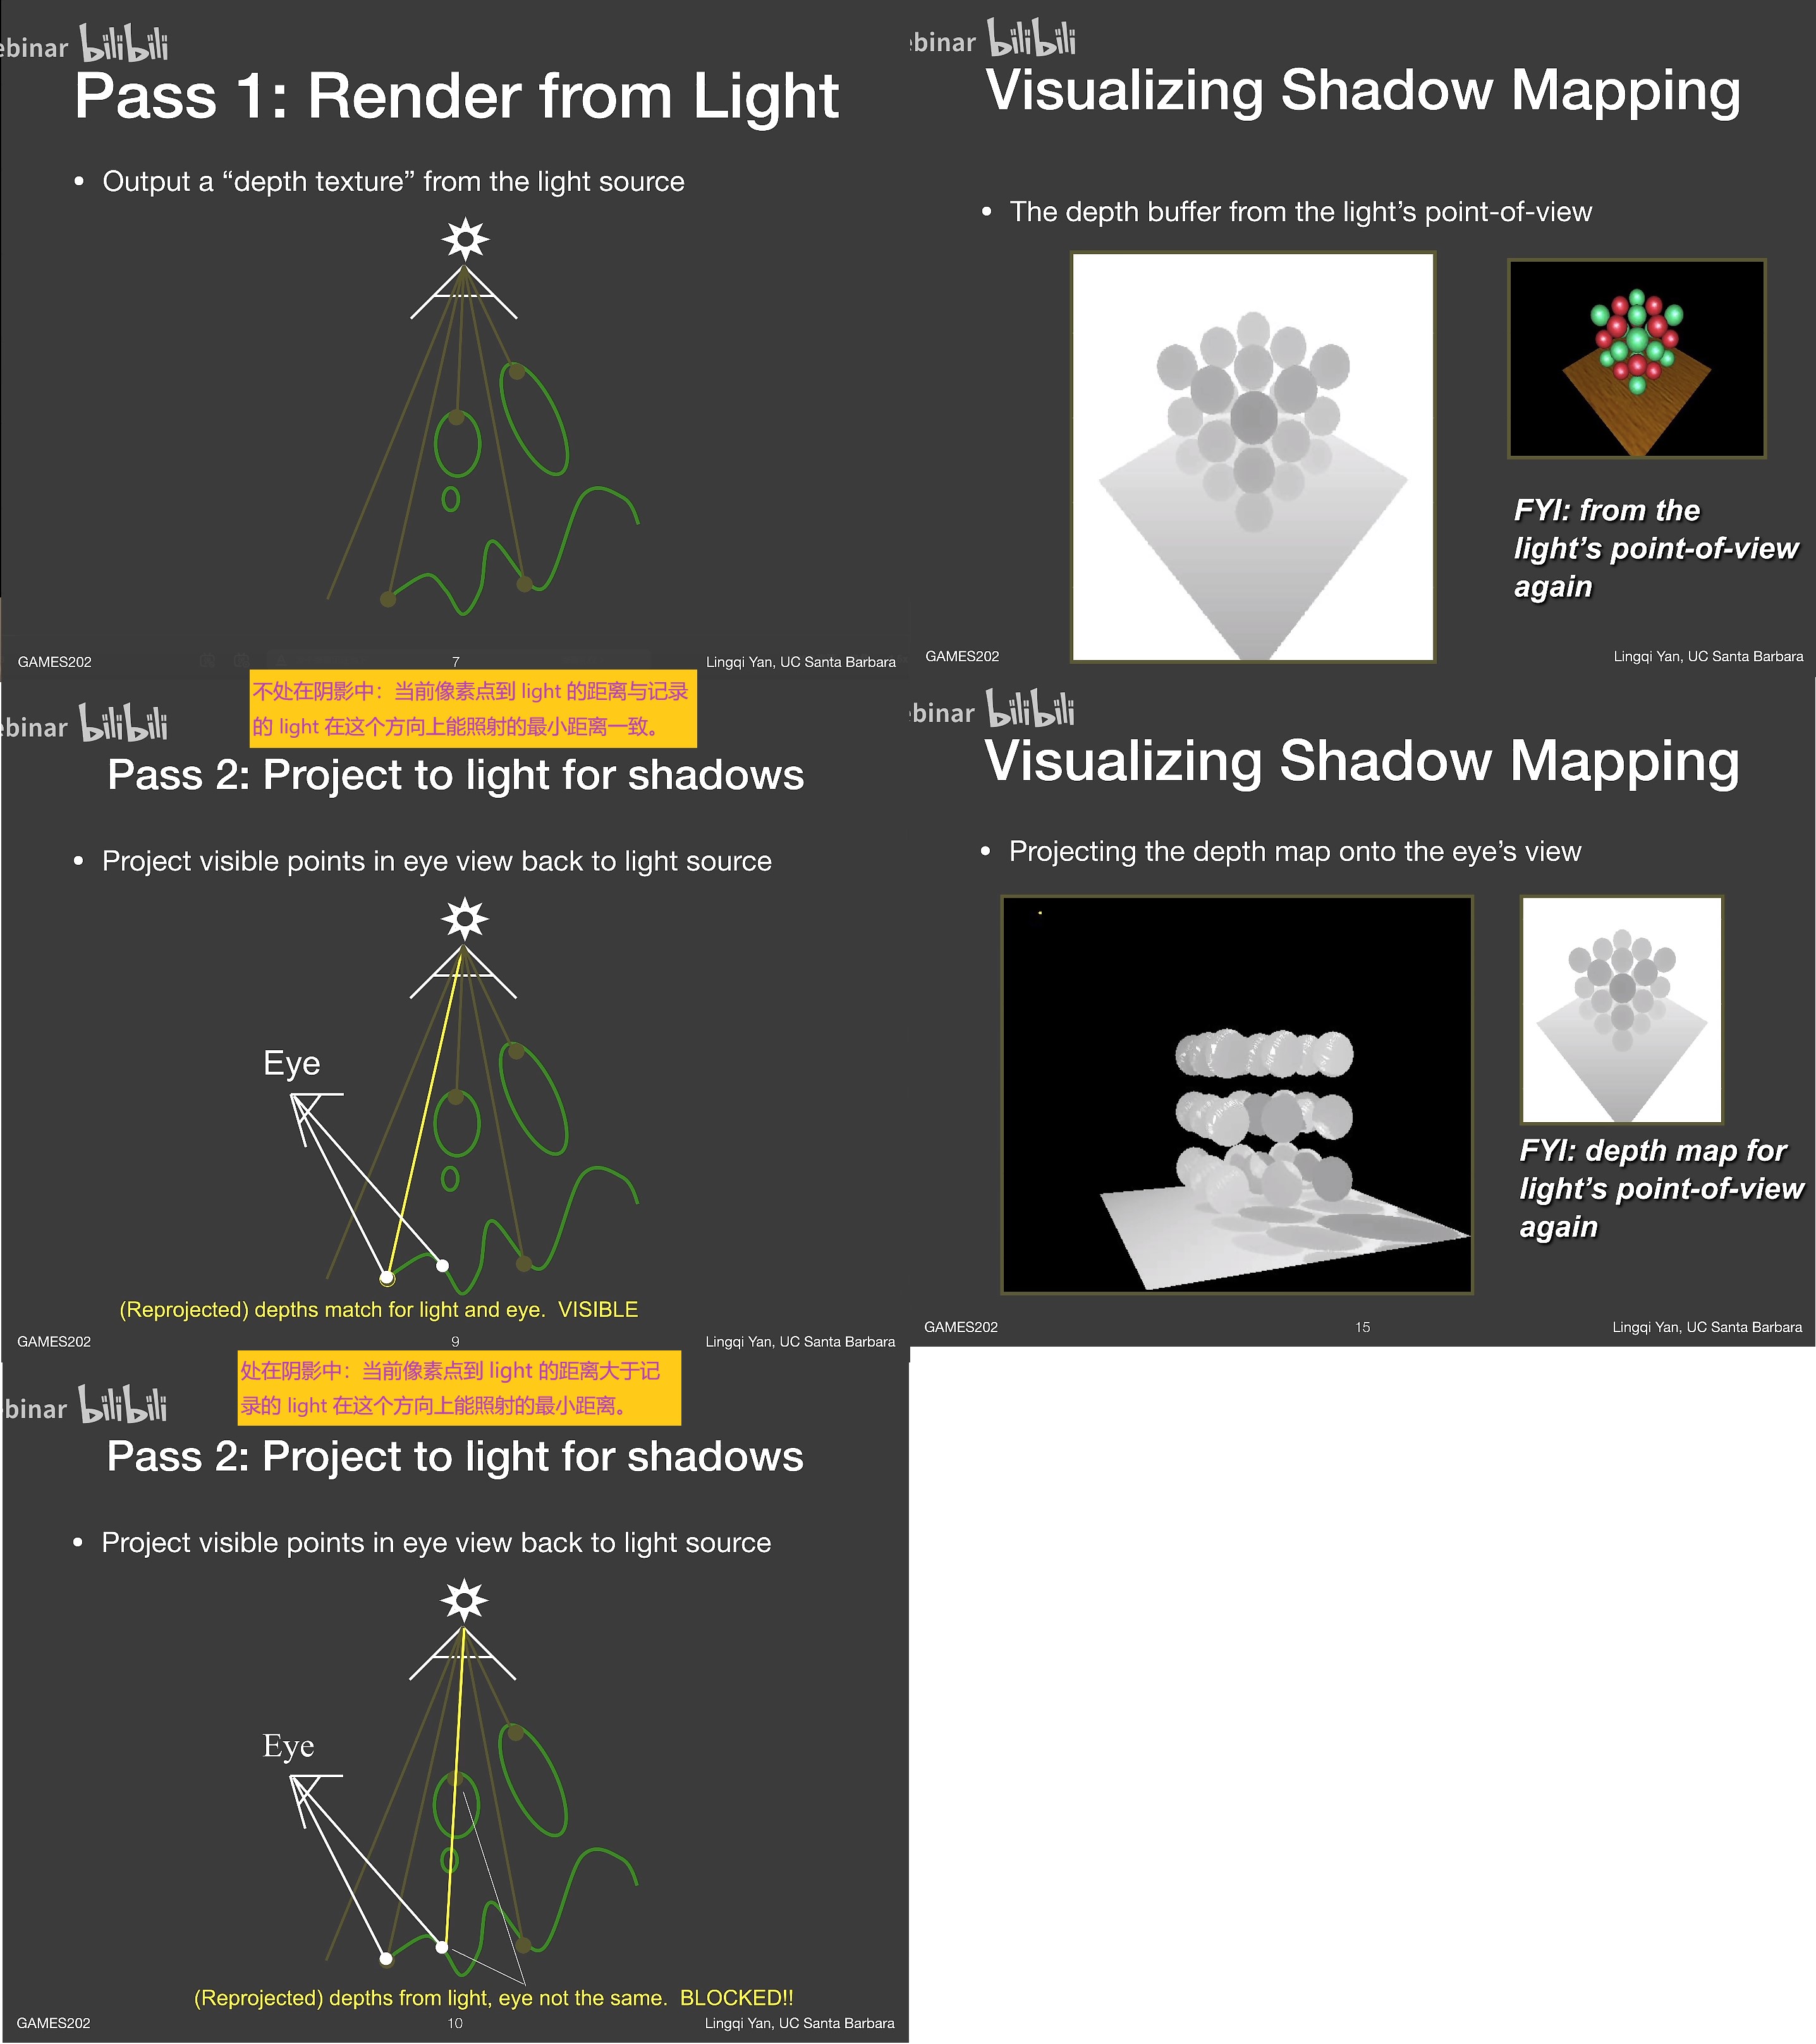 ebinar bilibili
Pass 1: Render from Light
• Output a “depth texture” from the light source
GAMES202
7
Lingqi Yan, UC Santa Barbara
不处在阴影中：当前像素点到 light 的距离与记录
的 light 在这个方向上能照射的最小距离一致。
ebinar bilibili
Pass 2: Project to light for shadows
• Project visible points in eye view back to light source
Eye
(Reprojected) depths match for light and eye. VISIBLE
GAMES202
9
Lingqi Yan, UC Santa Barbara
处在阴影中：当前像素点到 light 的距离大于记
录的 light 在这个方向上能照射的最小距离。
binar bilibili
Pass 2: Project to light for shadows
• Project visible points in eye view back to light source
Eye
(Reprojected) depths from light, eye not the same. BLOCKED!!
GAMES202
10
Lingqi Yan, UC Santa Barbara
binar bilibili
Visualizing Shadow Mapping
• The depth buffer from the light’s point-of-view
FYI: from the
light’s point-of-view
again
GAMES202
Lingqi Yan, UC Santa Barbara
binar bilibili
Visualizing Shadow Mapping
• Projecting the depth map onto the eye’s view
FYI: depth map for
light’s point-of-view
again
GAMES202
15
Lingqi Yan, UC Santa Barbara